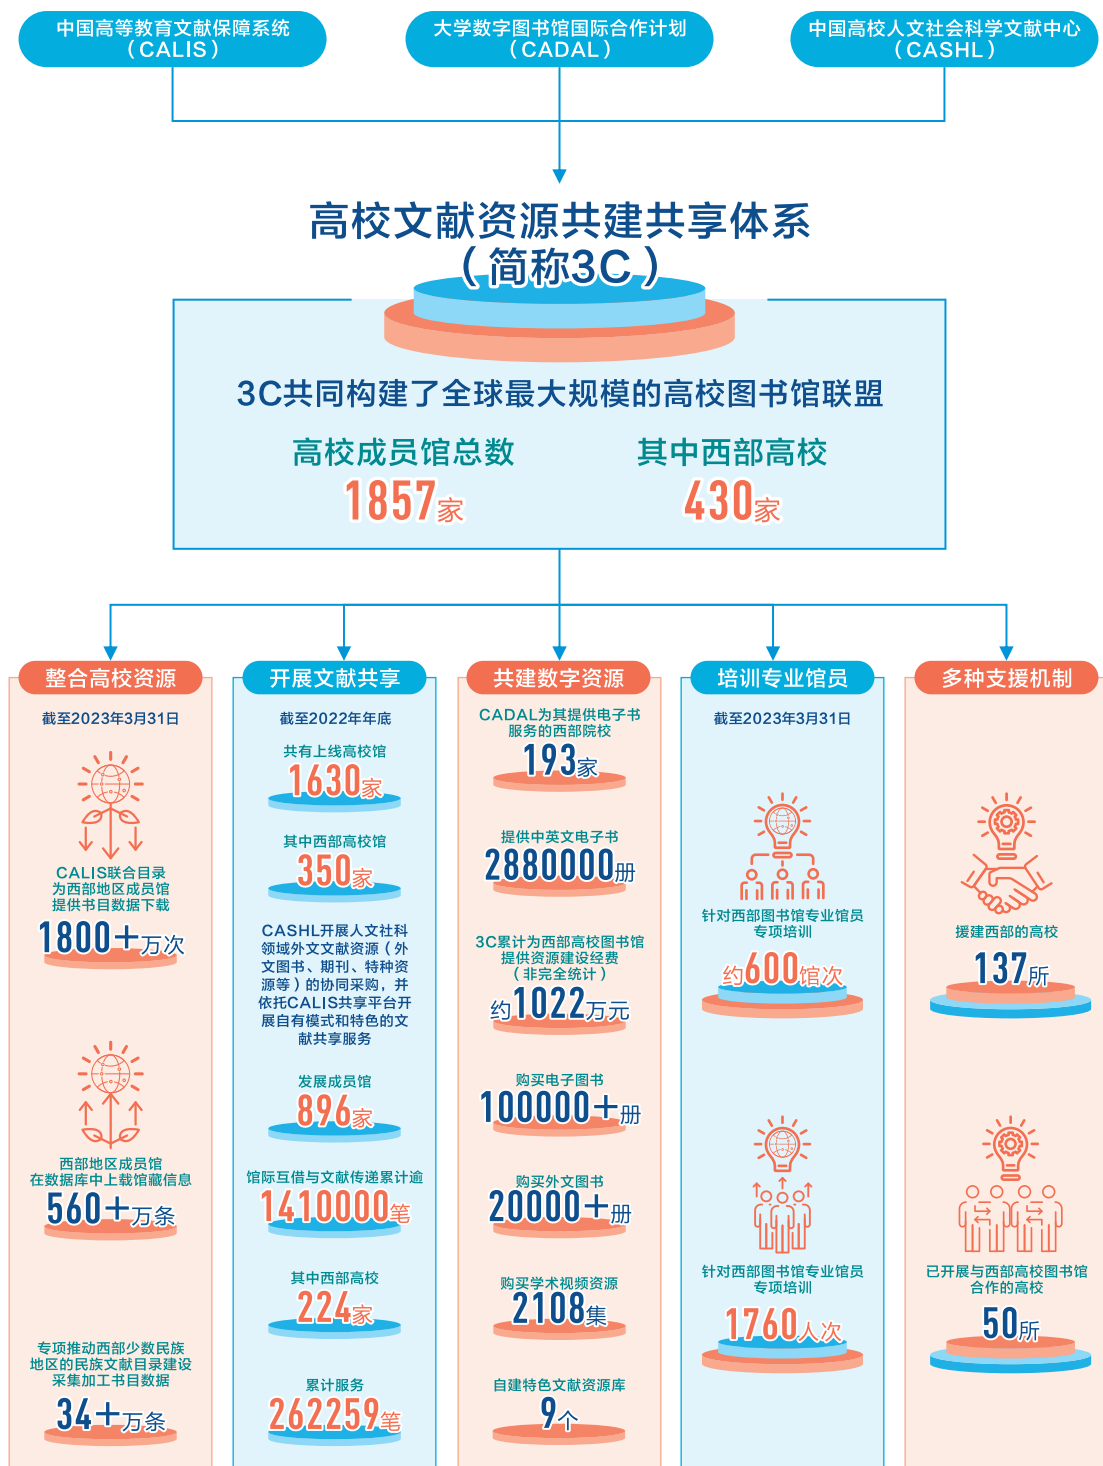 中国高等教育文献保障系统
（CALIS）
大学数字图书馆国际合作计划
（CADAL）
中国高校人文社会科学文献中心
（CASHL）
高校文献资源共建共享体系
（简称3C）
3C共同构建了全球最大规模的高校图书馆联盟
高校成员馆总数
1857家
其中西部高校
430家
整合高校资源
截至2023年3月31日
CALIS联合目录
为西部地区成员馆
提供书目数据下载
1800+万次
西部地区成员馆
在数据库中上载馆藏信息
560+万条
专项推动西部少数民族
地区的民族文献目录建设
采集加工书目数据
34+万条
开展文献共享
截至2022年年底
共有上线高校馆
1630家
其中西部高校馆
350家
CASHL开展人文社科
领域外文文献资源（外
文图书、期刊、特种资
源等）的协同采购，并
依托CALIS共享平台开
展自有模式和特色的文
献共享服务
发展成员馆
896家
馆际互借与文献传递累计逾
1410000笔
其中西部高校
224家
累计服务
262259笔
共建数字资源
CADAL为其提供电子书
服务的西部院校
193家
提供中英文电子书
2880000册
3C累计为西部高校图书馆
提供资源建设经费
（非完全统计）
约1022万元
购买电子图书
100000+册
购买外文图书
20000+册
购买学术视频资源
2108集
自建特色文献资源库
9个
培训专业馆员
截至2023年3月31日
针对西部图书馆专业馆员
专项培训
约600馆次
针对西部图书馆专业馆员
专项培训
1760人次
多种支援机制
援建西部的高校
137所
已开展与西部高校图书馆
合作的高校
50所